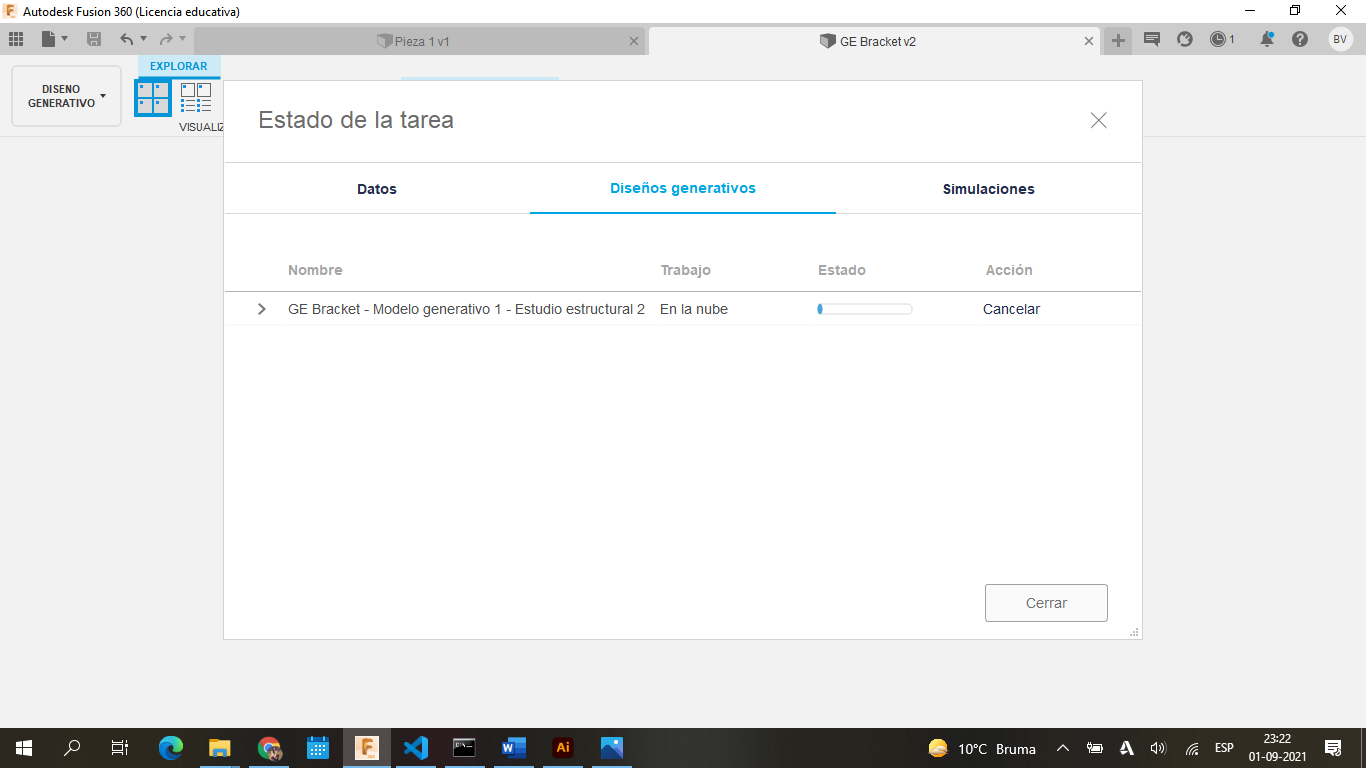 Autodesk Fusion 360 (Licencia educativa)
Pieza 1 v1
GE Bracket v2
1
BV
EXPLORAR
DISEÑO
GENERATIVO
VISUALIZ
Estado de la tarea
Datos
Diseños generativos
Simulaciones
Nombre Trabajo Estado Acción
GE Bracket - Modelo generativo 1 - Estudio estructural 2 En la nube Cancelar
Cerrar
10°C Bruma
ESP
23:22
01-09-2021